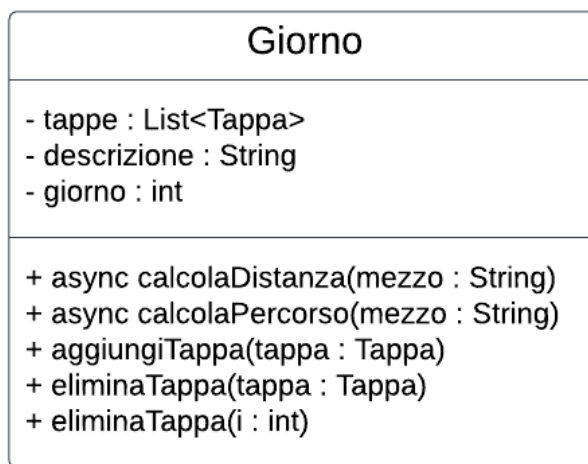 Giorno
- tappe : List<Tappa>
- descrizione : String
- giorno : int
+ async calcolaDistanza(mezzo : String)
+ async calcolaPercorso(mezzo : String)
+ aggiungiTappa(tappa : Tappa)
+ eliminaTappa(tappa : Tappa)
+ eliminaTappa(i : int)